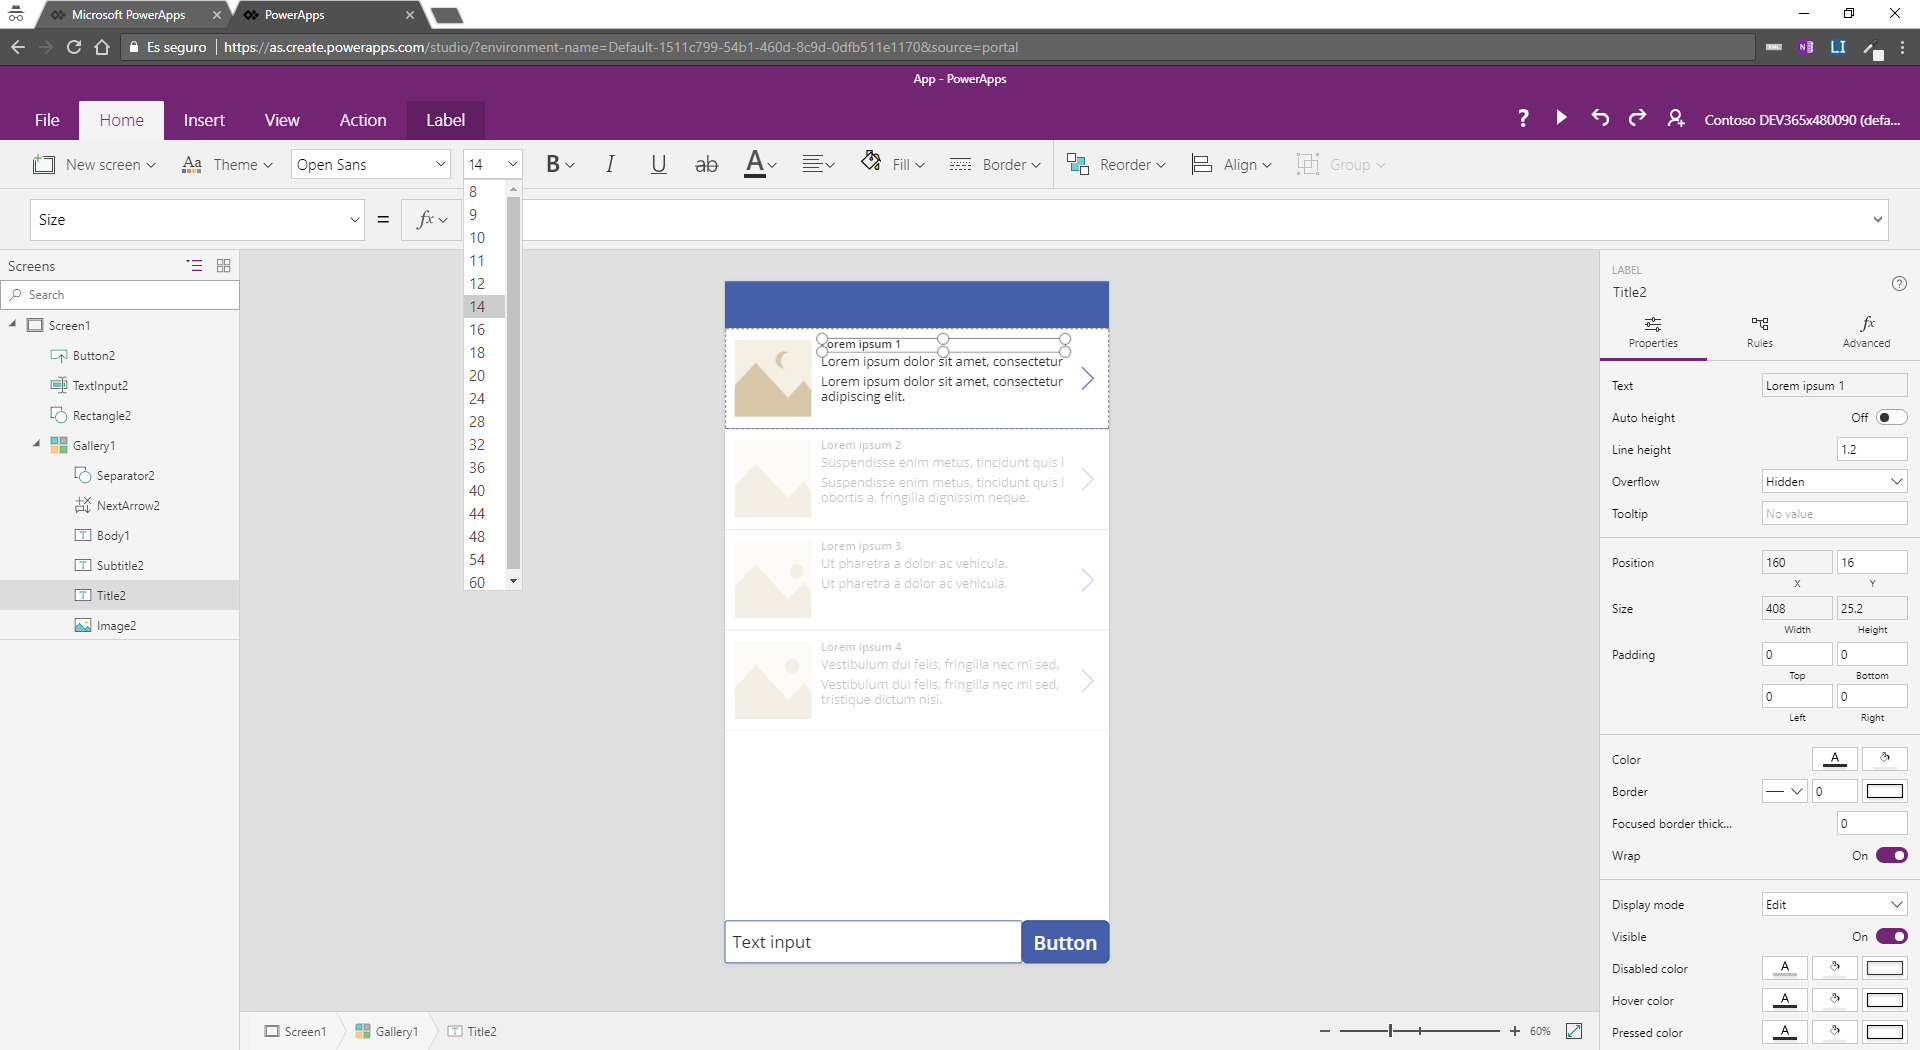 Microsoft PowerApps
PowerApps
Es seguro
https://as.create.powerapps.com/studio/?environment-name=Default-1511c799-54b1-460d-8c9d-0dfb511e1170&source=portal
App - PowerApps
File
Home
Insert
View
Action
Label
?
Contoso DEV365x480090 (defa...
New screen
Aa
Theme
Open Sans
14
B
I
U
ab
A
Fill
Border
Reorder
Align
Group
Size
=
fx
8
9
10
11
12
14
16
18
20
24
28
32
36
40
44
48
54
60
Screens
Search
Screen1
Button2
TextInput2
Rectangle2
Gallery1
Separator2
NextArrow2
Body1
Subtitle2
Title2
Image2
Lorem ipsum 1
Lorem ipsum dolor sit amet, consectetur
Lorem ipsum dolor sit amet, consectetur
adipiscing elit.
Lorem ipsum 2
Suspendisse enim metus, tincidunt quis l
Suspendisse enim metus, tincidunt quis l
obortis a, fringilla dignissim neque.
Lorem ipsum 3
Ut pharetra a dolor ac vehicula.
Ut pharetra a dolor ac vehicula.
Lorem ipsum 4
Vestibulum dui felis, fringilla nec mi sed,
Vestibulum dui felis, fringilla nec mi sed,
tristique dictum nisi.
Text input
Button
Screen1
Gallery1
Title2
60%
LABEL
Title2
?
Properties
Rules
fx
Advanced
Text
Lorem ipsum 1
Auto height
Off
Line height
1.2
Overflow
Hidden
Tooltip
No value
Position
160
16
X
Y
Size
408
25.2
Width
Height
Padding
0
0
Top
Bottom
0
0
Left
Right
Color
A
Border
0
Focused border thick...
0
Wrap
On
Display mode
Edit
Visible
On
Disabled color
A
Hover color
A
Pressed color
A